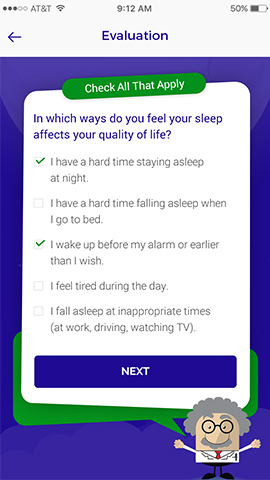 AT&T 9:12 AM 50%
Evaluation
Check All That Apply
In which ways do you feel your sleep
affects your quality of life?
I have a hard time staying asleep
at night.
I have a hard time falling asleep when
I go to bed.
I wake up before my alarm or earlier
than I wish.
I feel tired during the day.
I fall asleep at inappropriate times
(at work, driving, watching TV).
NEXT